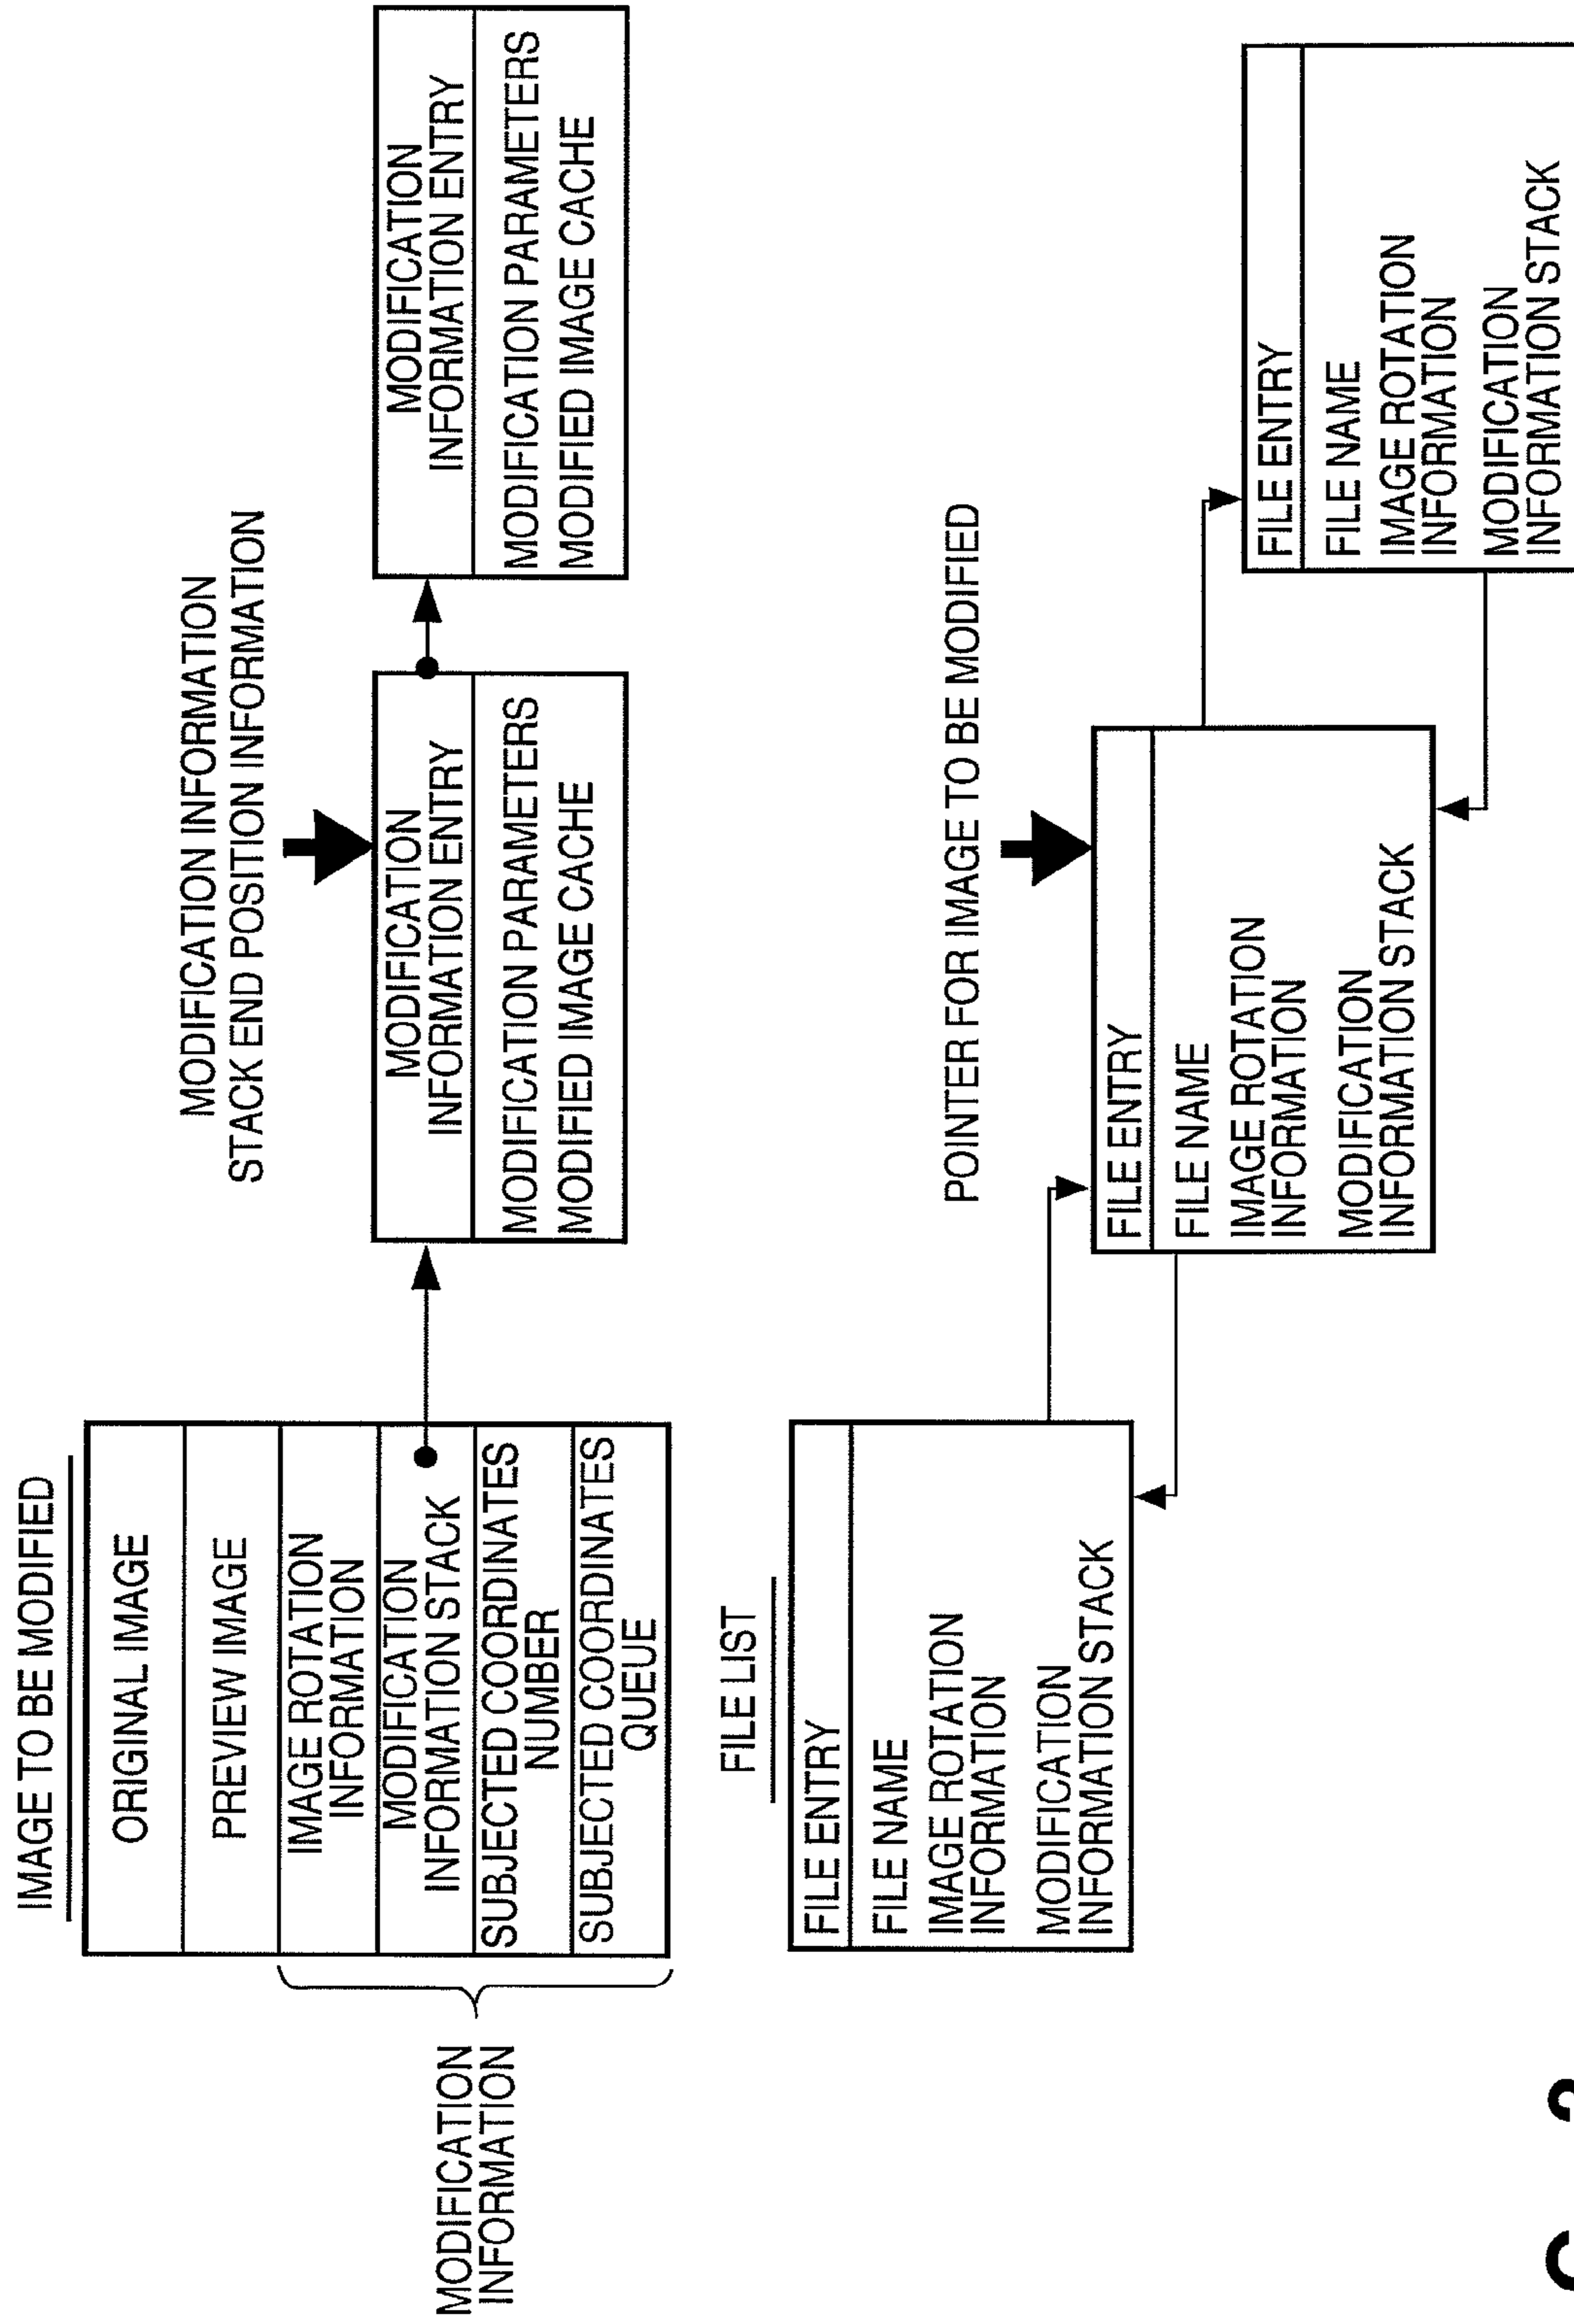 IMAGE TO BE MODIFIED
ORIGINAL IMAGE
PREVIEW IMAGE
IMAGE ROTATION
INFORMATION
MODIFICATION
INFORMATION STACK
SUBJECTED COORDINATES
NUMBER
SUBJECTED COORDINATES
QUEUE
MODIFICATION
INFORMATION
MODIFICATION INFORMATION
STACK END POSITION INFORMATION
MODIFICATION
INFORMATION ENTRY
MODIFICATION PARAMETERS
MODIFIED IMAGE CACHE
MODIFICATION
INFORMATION ENTRY
MODIFICATION PARAMETERS
MODIFIED IMAGE CACHE
FILE LIST
FILE ENTRY
FILE NAME
IMAGE ROTATION
INFORMATION
MODIFICATION
INFORMATION STACK
POINTER FOR IMAGE TO BE MODIFIED
FILE ENTRY
FILE NAME
IMAGE ROTATION
INFORMATION
MODIFICATION
INFORMATION STACK
FILE ENTRY
FILE NAME
IMAGE ROTATION
INFORMATION
MODIFICATION
INFORMATION STACK